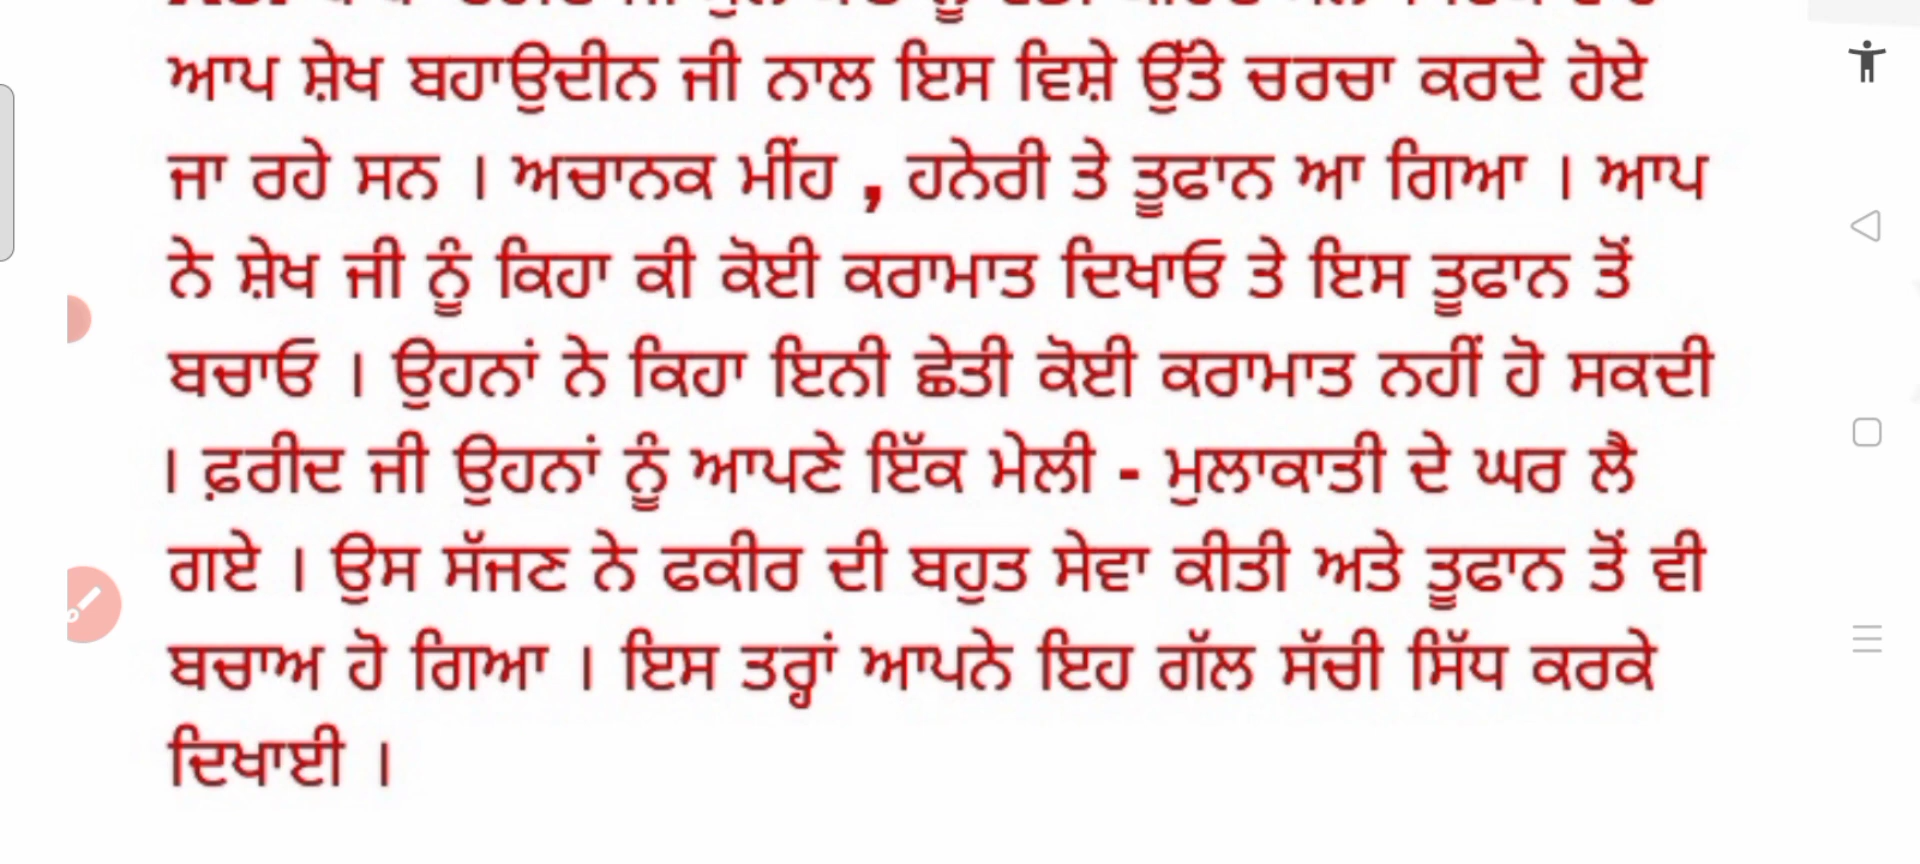 ਆਪ ਸ਼ੇਖ ਬਹਾਉਦੀਨ ਜੀ ਨਾਲ ਇਸ ਵਿਸ਼ੇ ਉੱਤੇ ਚਰਚਾ ਕਰਦੇ ਹੋਏ
ਜਾ ਰਹੇ ਸਨ । ਅਚਾਨਕ ਮੀਂਹ , ਹਨੇਰੀ ਤੇ ਤੂਫਾਨ ਆ ਗਿਆ । ਆਪ
ਨੇ ਸ਼ੇਖ ਜੀ ਨੂੰ ਕਿਹਾ ਕੀ ਕੋਈ ਕਰਾਮਾਤ ਦਿਖਾਓ ਤੇ ਇਸ ਤੂਫਾਨ ਤੋਂ
ਬਚਾਓ । ਉਹਨਾਂ ਨੇ ਕਿਹਾ ਇਨੀ ਛੇਤੀ ਕੋਈ ਕਰਾਮਾਤ ਨਹੀਂ ਹੋ ਸਕਦੀ
। ਫ਼ਰੀਦ ਜੀ ਉਹਨਾਂ ਨੂੰ ਆਪਣੇ ਇੱਕ ਮੇਲੀ - ਮੁਲਾਕਾਤੀ ਦੇ ਘਰ ਲੈ
ਗਏ । ਉਸ ਸੱਜਣ ਨੇ ਫਕੀਰ ਦੀ ਬਹੁਤ ਸੇਵਾ ਕੀਤੀ ਅਤੇ ਤੂਫਾਨ ਤੋਂ ਵੀ
ਬਚਾਅ ਹੋ ਗਿਆ । ਇਸ ਤਰ੍ਹਾਂ ਆਪਨੇ ਇਹ ਗੱਲ ਸੱਚੀ ਸਿੱਧ ਕਰਕੇ
ਦਿਖਾਈ ।